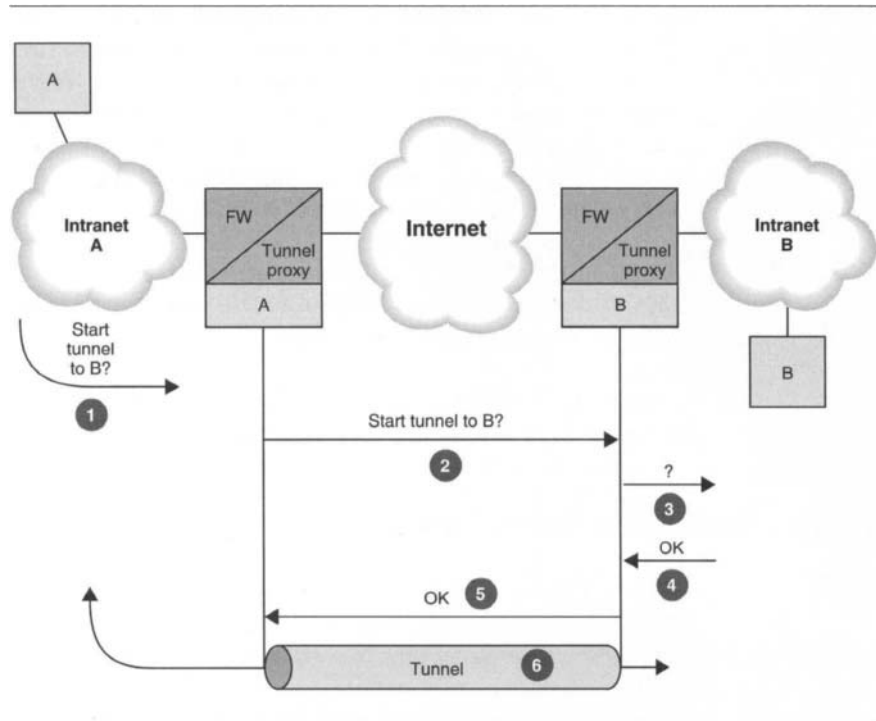 A
Intranet
A
FW
Tunnel
proxy
A
Internet
FW
Tunnel
proxy
B
Intranet
B
B
Start
tunnel
to B?
1
Start tunnel to B?
2
?
3
OK
4
OK
5
Tunnel
6